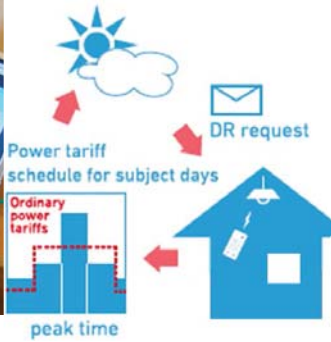 DR request
Power tariff
schedule for subject days
Ordinary
power
tariffs
peak time